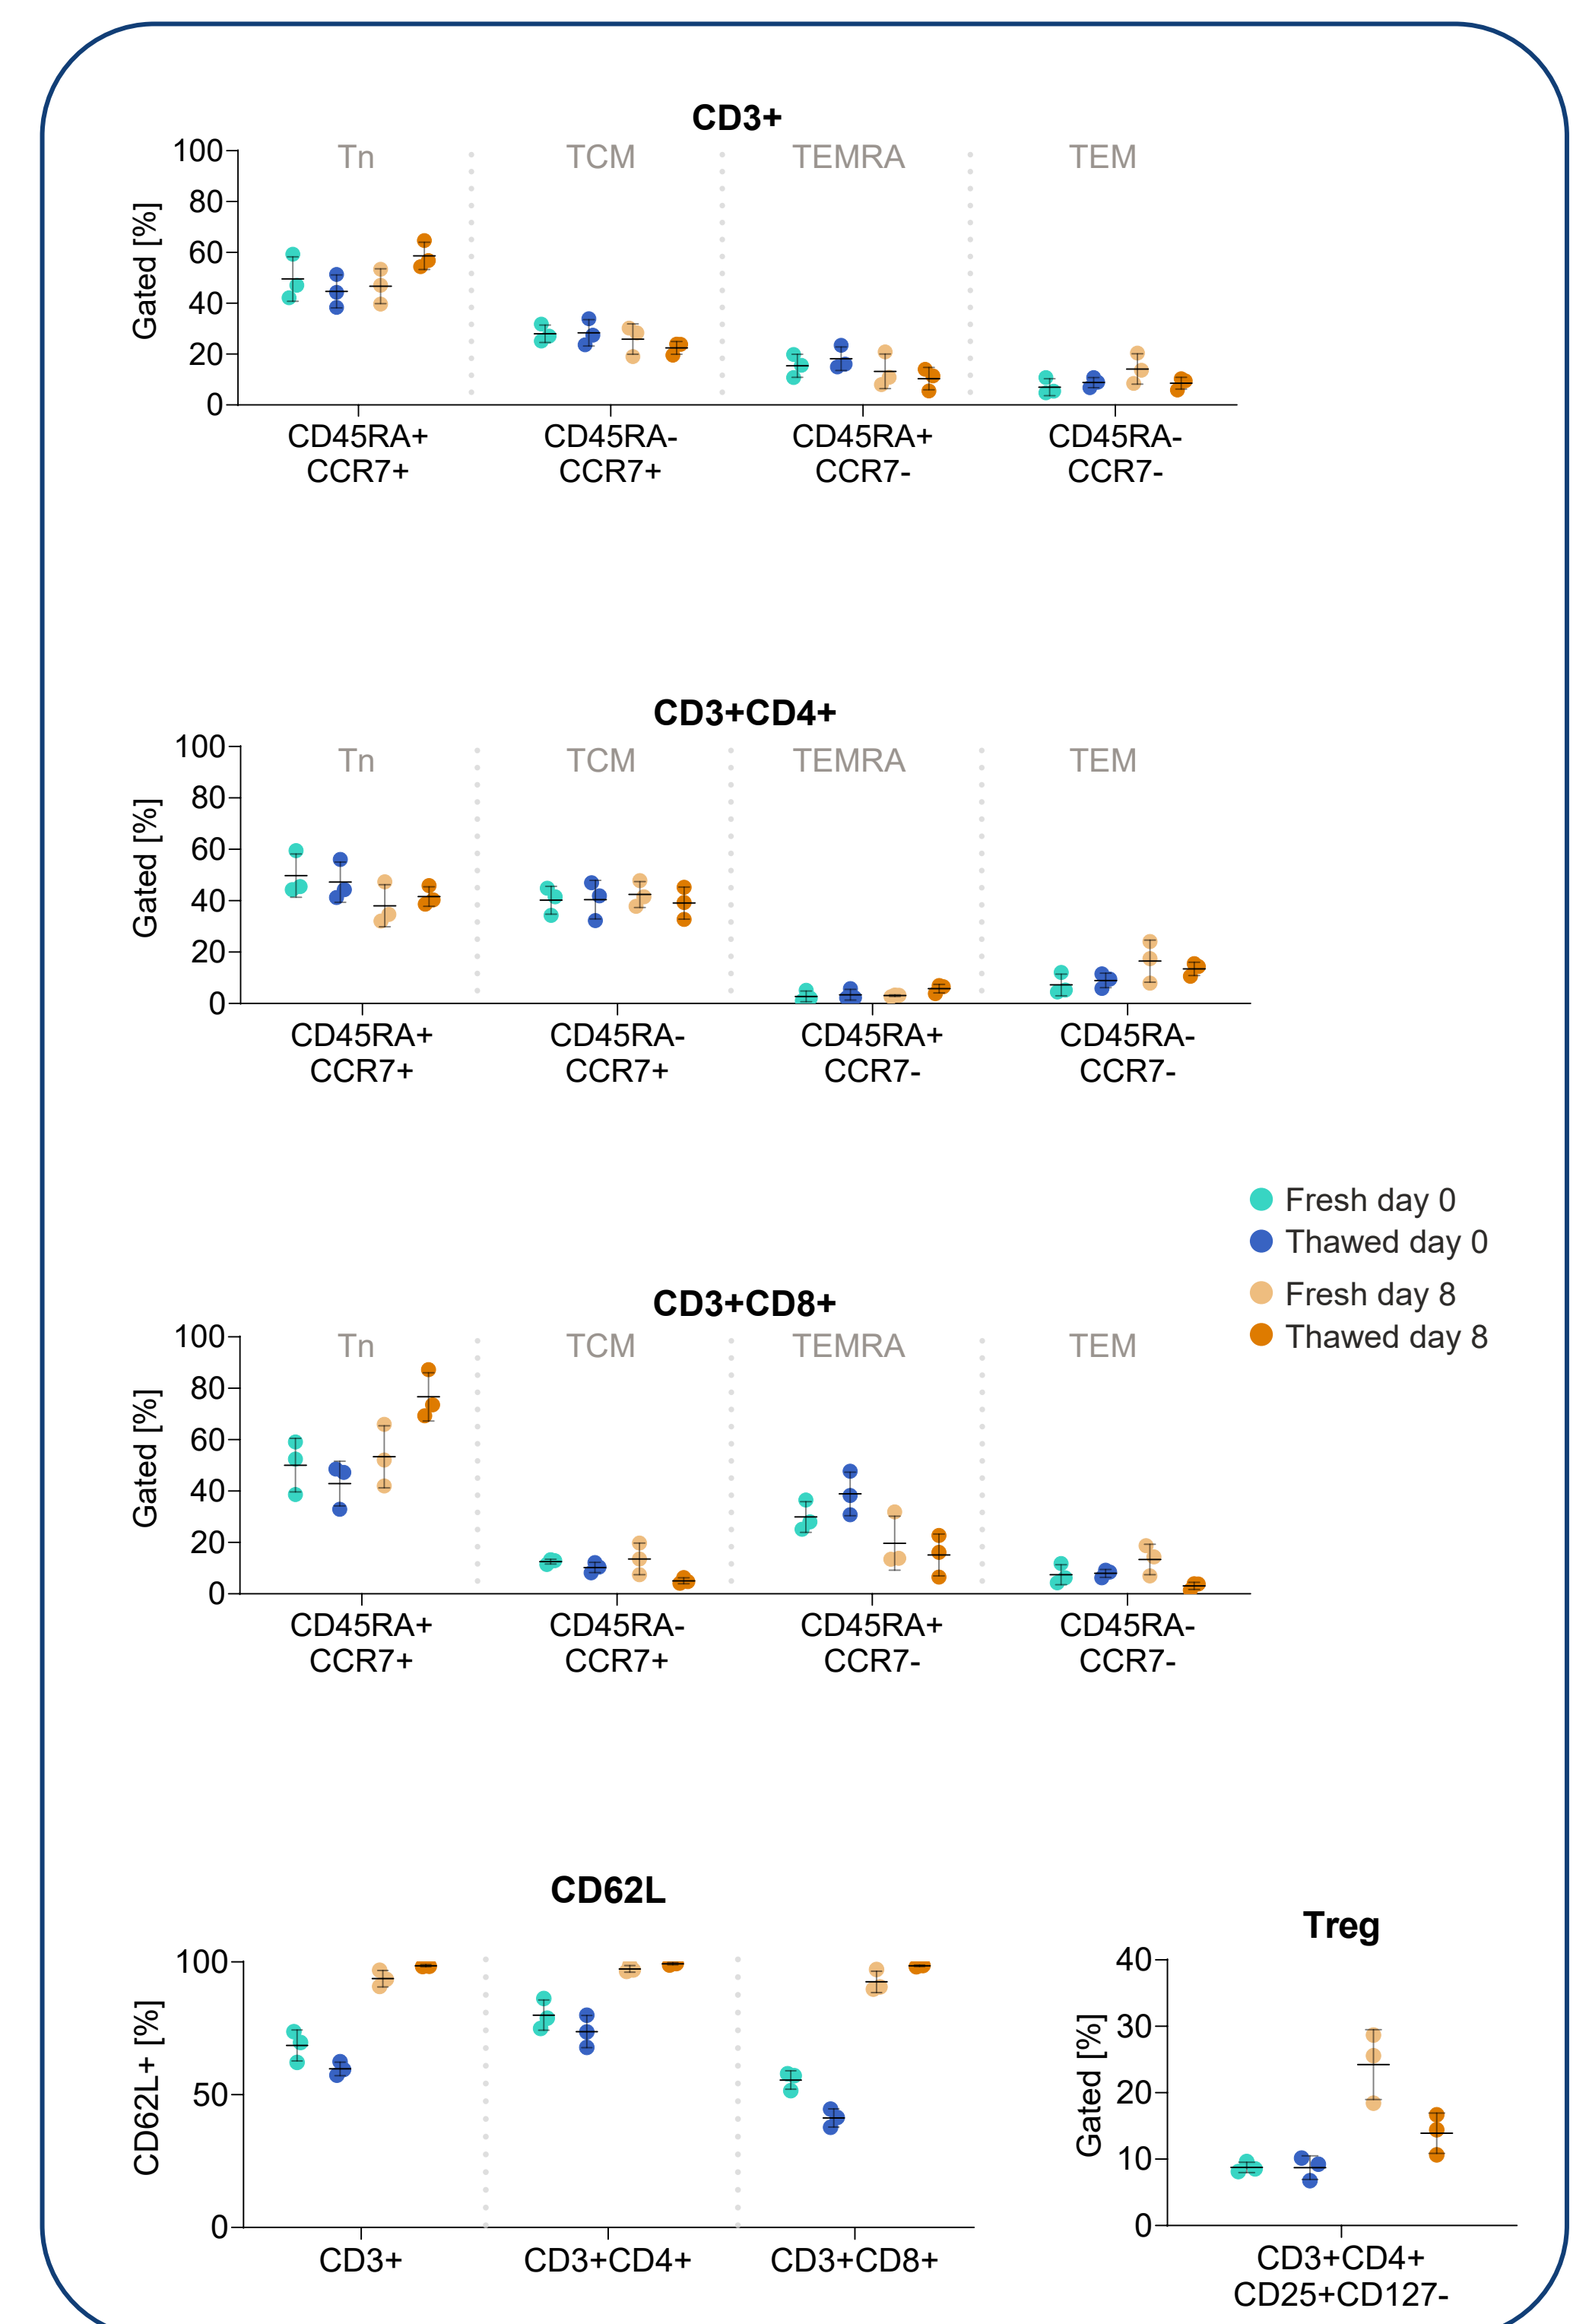 CD3+
Tn TCM TEMRA TEM
Gated [%]
100
80
60
40
20
0
CD45RA+ CD45RA- CD45RA+ CD45RA-
CCR7+ CCR7+ CCR7- CCR7-
CD3+CD4+
Tn TCM TEMRA TEM
Gated [%]
100
80
60
40
20
0
CD45RA+ CD45RA- CD45RA+ CD45RA-
CCR7+ CCR7+ CCR7- CCR7-
Fresh day 0
Thawed day 0
Fresh day 8
Thawed day 8
CD3+CD8+
Tn TCM TEMRA TEM
Gated [%]
100
80
60
40
20
0
CD45RA+ CD45RA- CD45RA+ CD45RA-
CCR7+ CCR7+ CCR7- CCR7-
CD62L
CD62L+ [%]
100
50
0
CD3+ CD3+CD4+ CD3+CD8+
Treg
Gated [%]
40
30
20
10
0
CD3+CD4+
CD25+CD127-